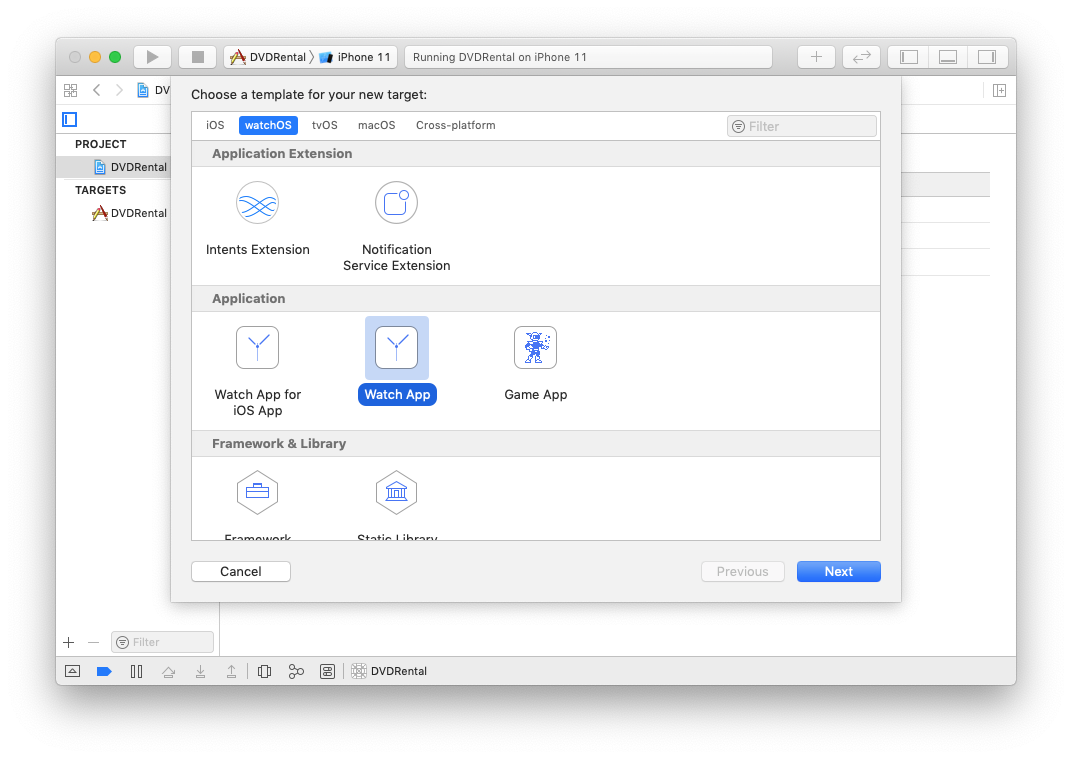 DVDRental
iPhone 11
Running DVDRental on iPhone 11
DV
Choose a template for your new target:
iOS
watchOS
tvOS
macOS
Cross-platform
Filter
PROJECT
DVDRental
TARGETS
DVDRental
Application Extension
Intents Extension
Notification
Service Extension
Application
Watch App for
iOS App
Watch App
Game App
Framework & Library
Framework
Static Library
Cancel
Previous
Next
Filter
DVDRental